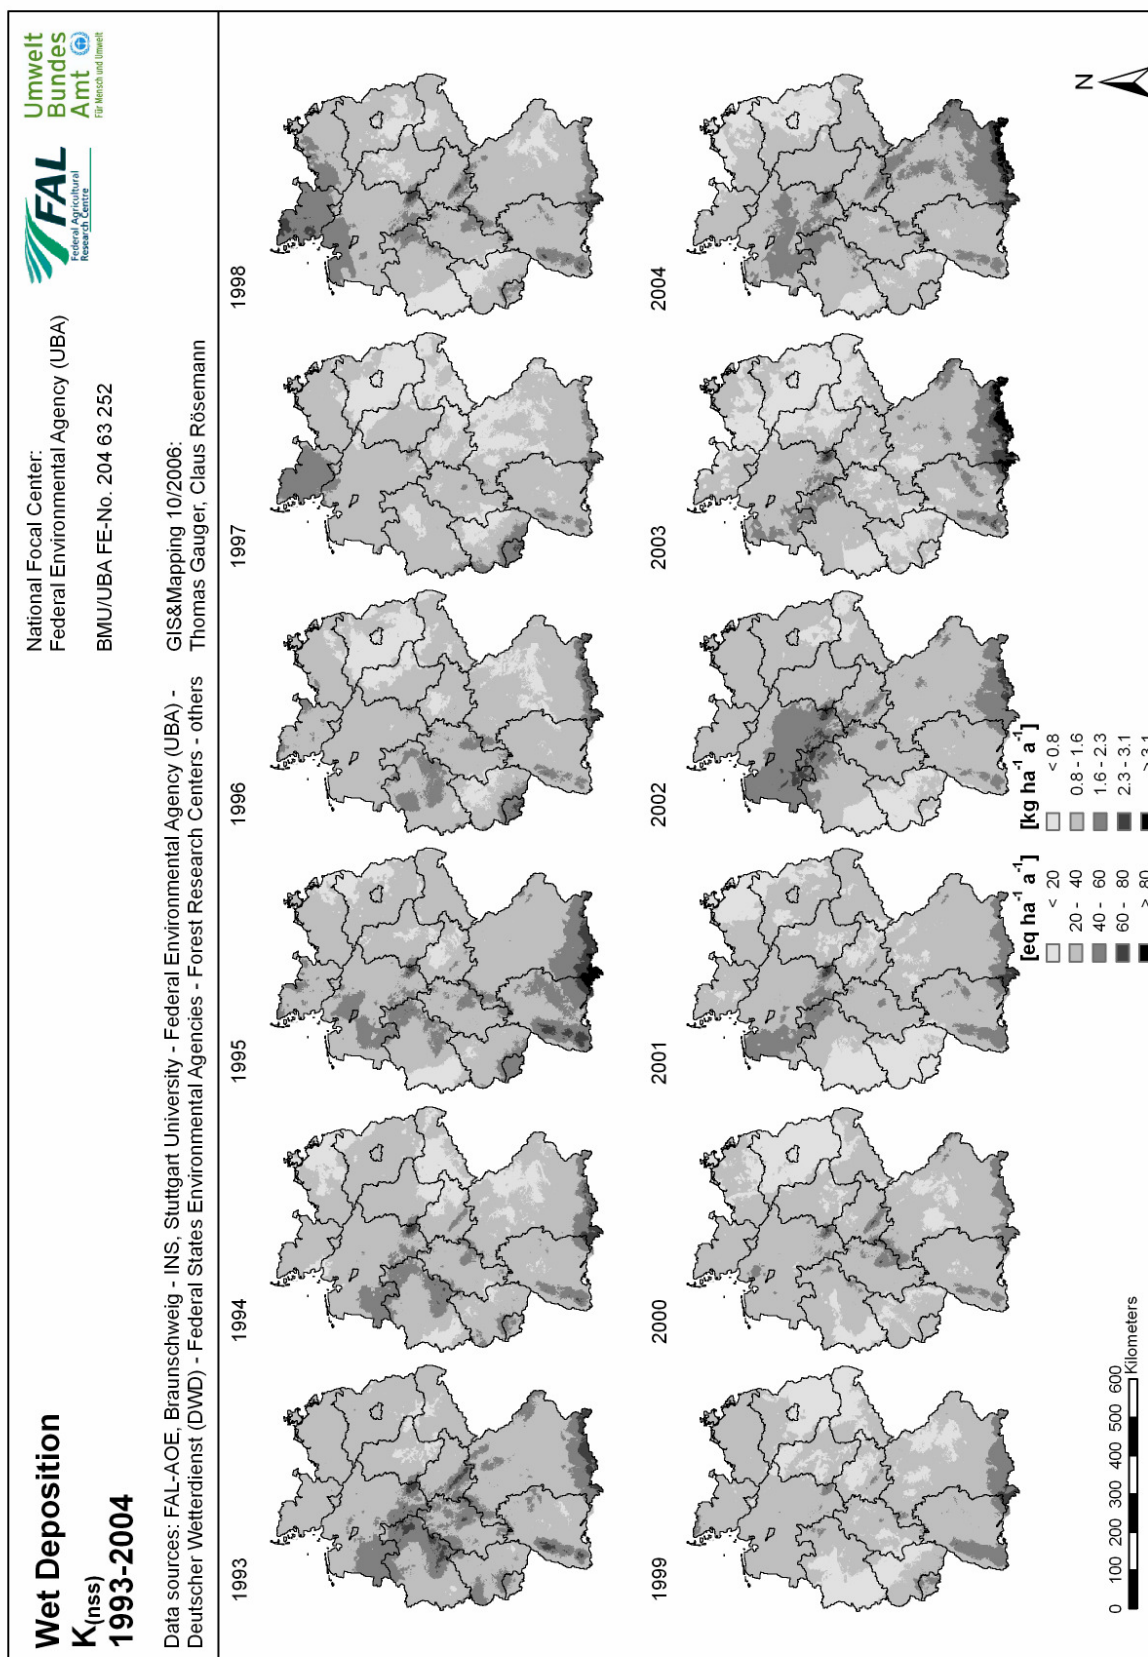 Wet Deposition
K(nss)
1993-2004
National Focal Center:
Federal Environmental Agency (UBA)
BMU/UBA FE-No. 204 63 252
FAL
Federal Agricultural
Research Centre
Umwelt
Bundes
Amt
Für Mensch und Umwelt
Data sources: FAL-AOE, Braunschweig - INS, Stuttgart University - Federal Environmental Agency (UBA) -
Deutscher Wetterdienst (DWD) - Federal States Environmental Agencies - Forest Research Centers - others
GIS&Mapping 10/2006:
Thomas Gauger, Claus Rösemann
1993
1994
1995
1996
1997
1998
1999
2000
2001
2002
2003
2004
[eq ha-1 a-1]
< 20
20 - 40
40 - 60
60 - 80
> 80
[kg ha-1 a-1]
< 0.8
0.8 - 1.6
1.6 - 2.3
2.3 - 3.1
> 3.1
0 100 200 300 400 500 600
Kilometers
N